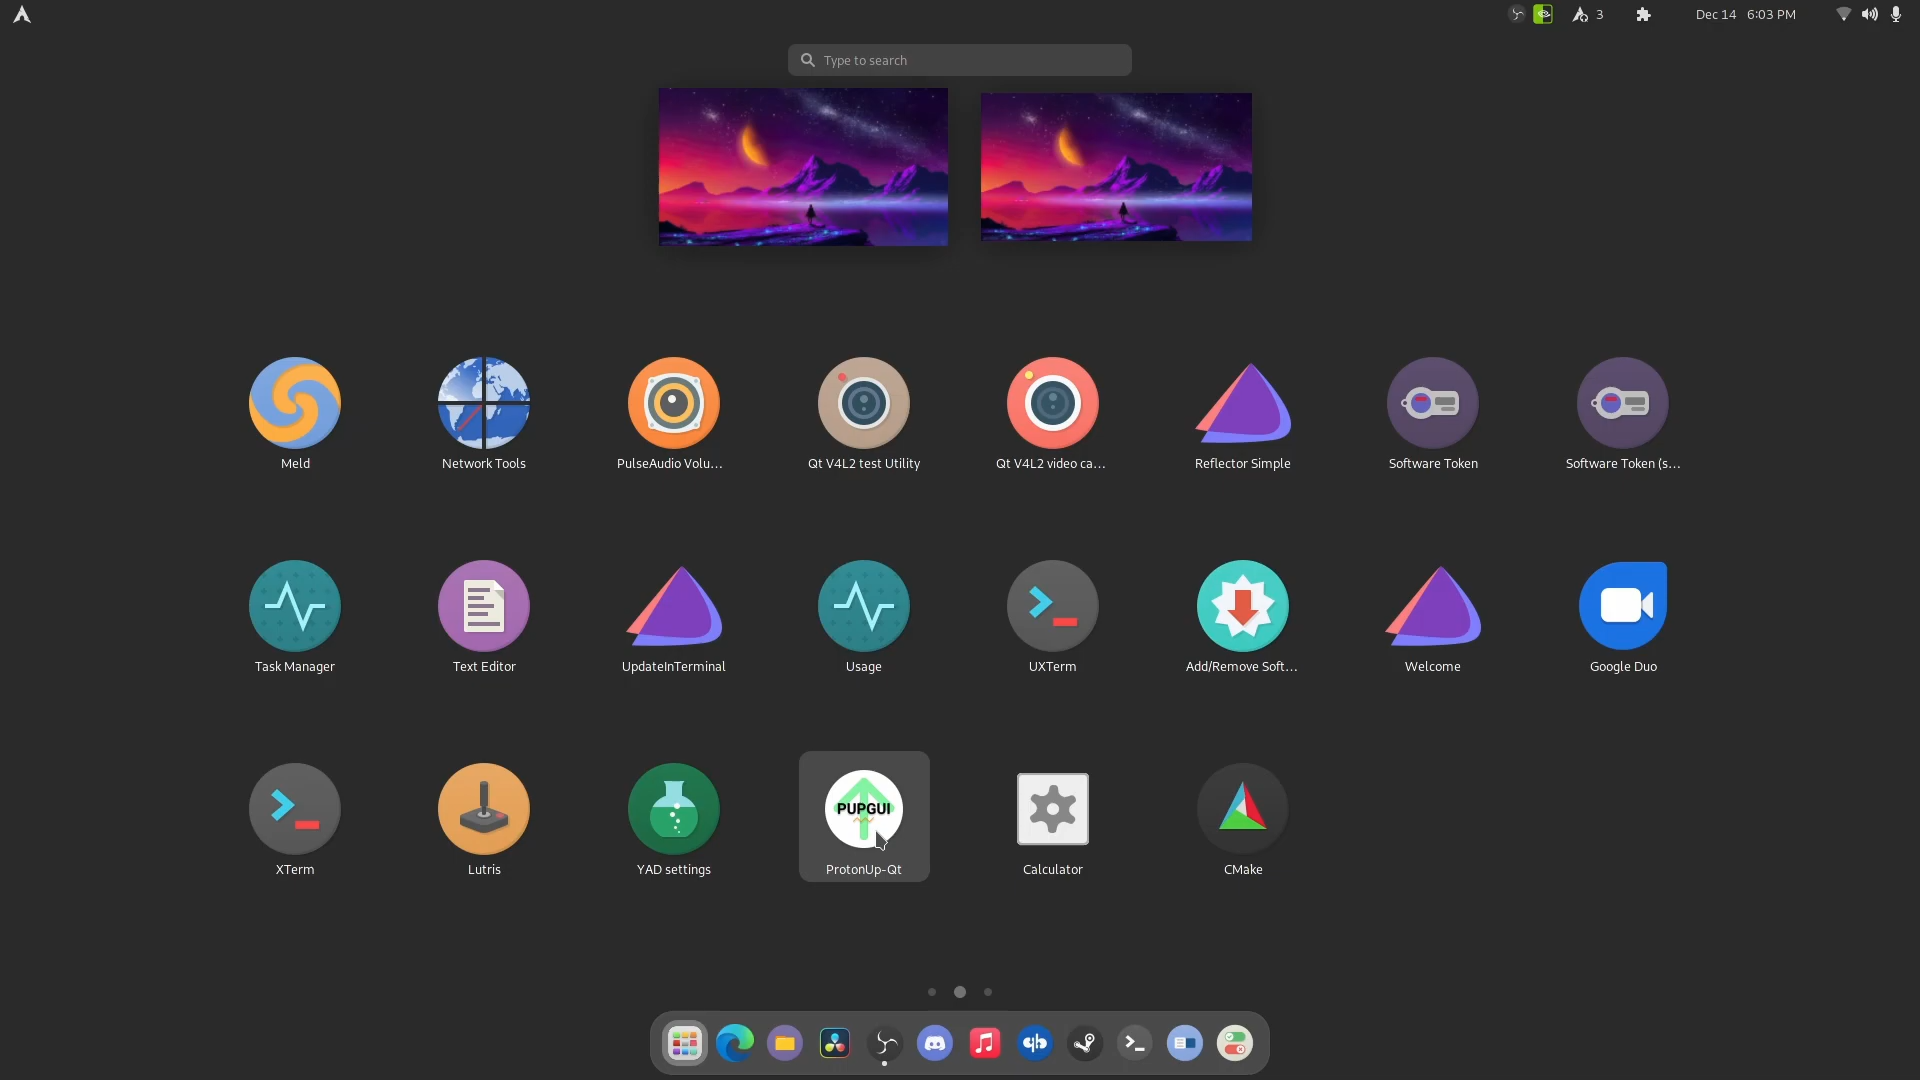 3
Dec 14 6:03 PM
Type to search
Meld
Network Tools
PulseAudio Volu...
Qt V4L2 test Utility
Qt V4L2 video ca...
Reflector Simple
Software Token
Software Token (s...
Task Manager
Text Editor
UpdateInTerminal
Usage
UXTerm
Add/Remove Soft...
Welcome
Google Duo
PUPGUI
XTerm
Lutris
YAD settings
ProtonUp-Qt
Calculator
CMake